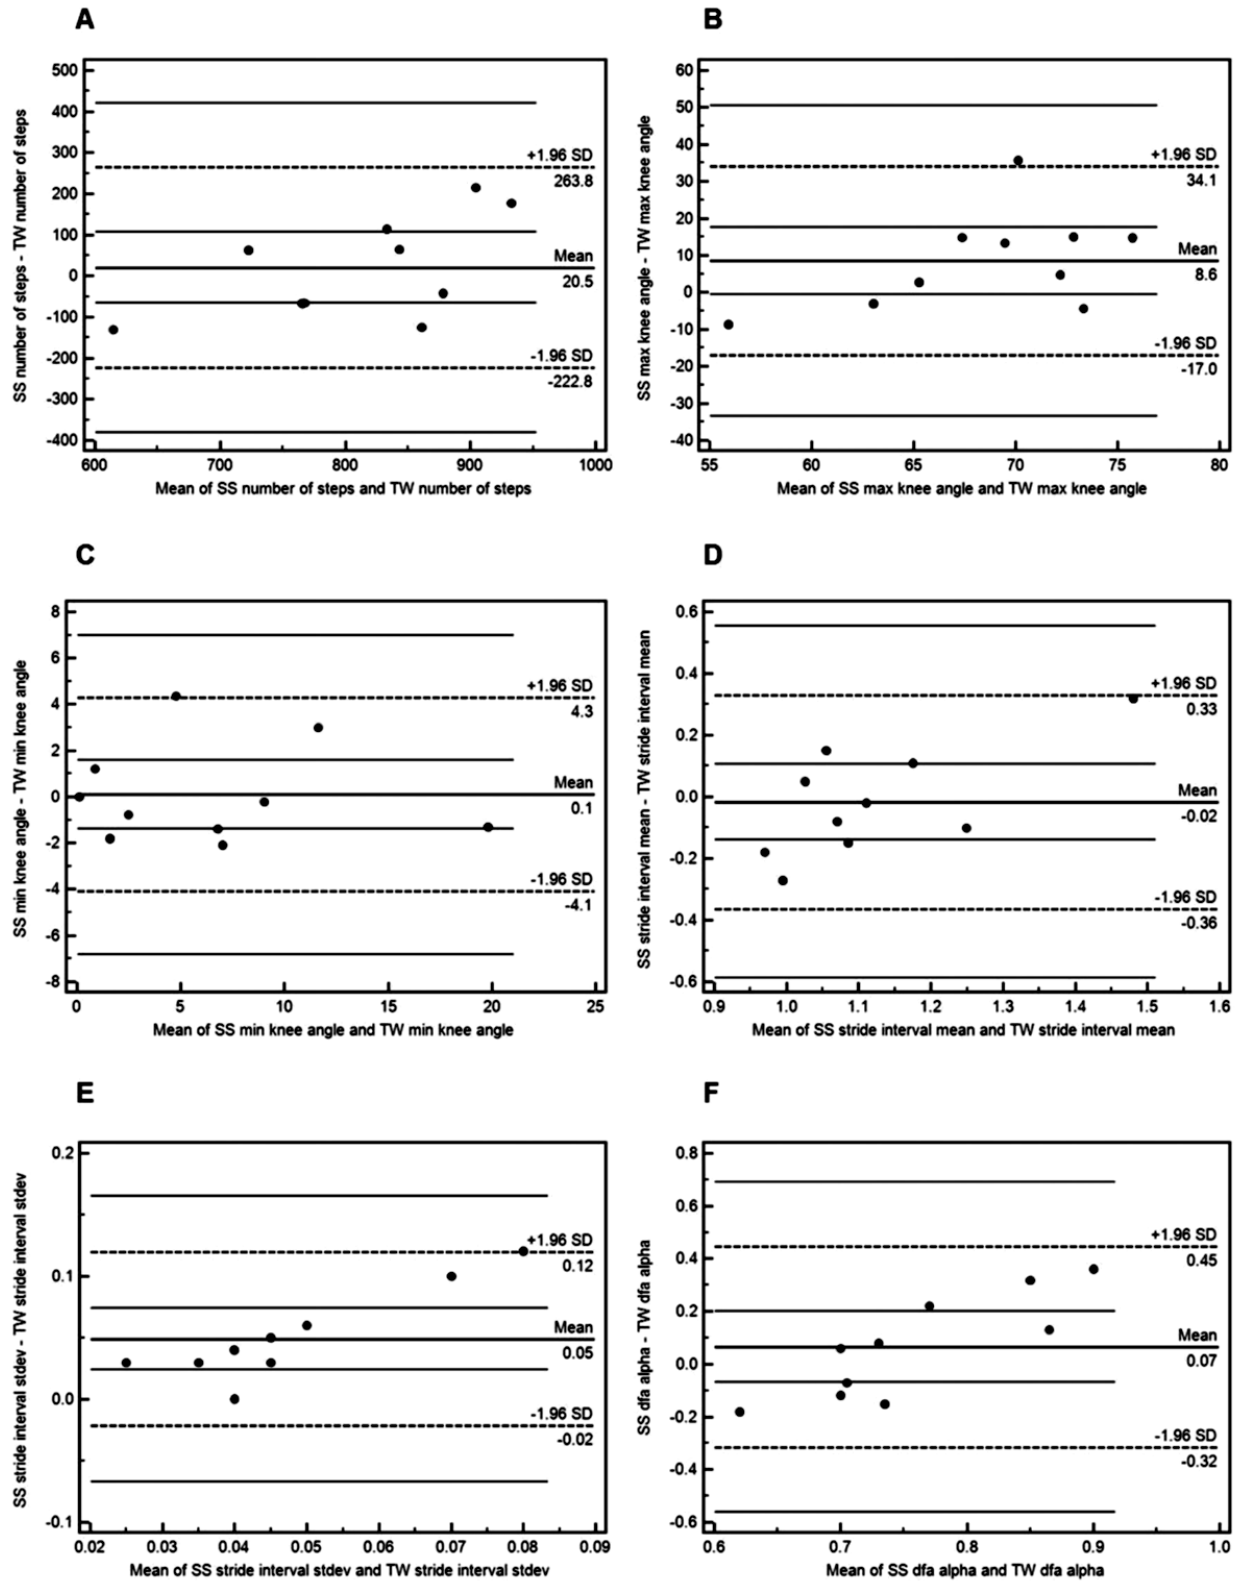 A
500
400
300
200
100
0
-100
-200
-300
-400
SS number of steps - TW number of steps
+1.96 SD
263.8
Mean
20.5
-1.96 SD
-222.8
600 700 800 900 1000
Mean of SS number of steps and TW number of steps
B
60
50
40
30
20
10
0
-10
-20
-30
-40
SS max knee angle - TW max knee angle
+1.96 SD
34.1
Mean
8.6
-1.96 SD
-17.0
55 60 65 70 75 80
Mean of SS max knee angle and TW max knee angle
C
8
6
4
2
0
-2
-4
-6
-8
SS min knee angle - TW min knee angle
+1.96 SD
4.3
Mean
0.1
-1.96 SD
-4.1
0 5 10 15 20 25
Mean of SS min knee angle and TW min knee angle
D
0.6
0.4
0.2
0.0
-0.2
-0.4
-0.6
SS stride interval mean - TW stride interval mean
+1.96 SD
0.33
Mean
-0.02
-1.96 SD
-0.36
0.9 1.0 1.1 1.2 1.3 1.4 1.5 1.6
Mean of SS stride interval mean and TW stride interval mean
E
0.2
0.1
0.0
-0.1
SS stride interval stdev - TW stride interval stdev
+1.96 SD
0.12
Mean
0.05
-1.96 SD
-0.02
0.02 0.03 0.04 0.05 0.06 0.07 0.08 0.09
Mean of SS stride interval stdev and TW stride interval stdev
F
0.8
0.6
0.4
0.2
0.0
-0.2
-0.4
-0.6
SS dfa alpha - TW dfa alpha
+1.96 SD
0.45
Mean
0.07
-1.96 SD
-0.32
0.6 0.7 0.8 0.9 1.0
Mean of SS dfa alpha and TW dfa alpha